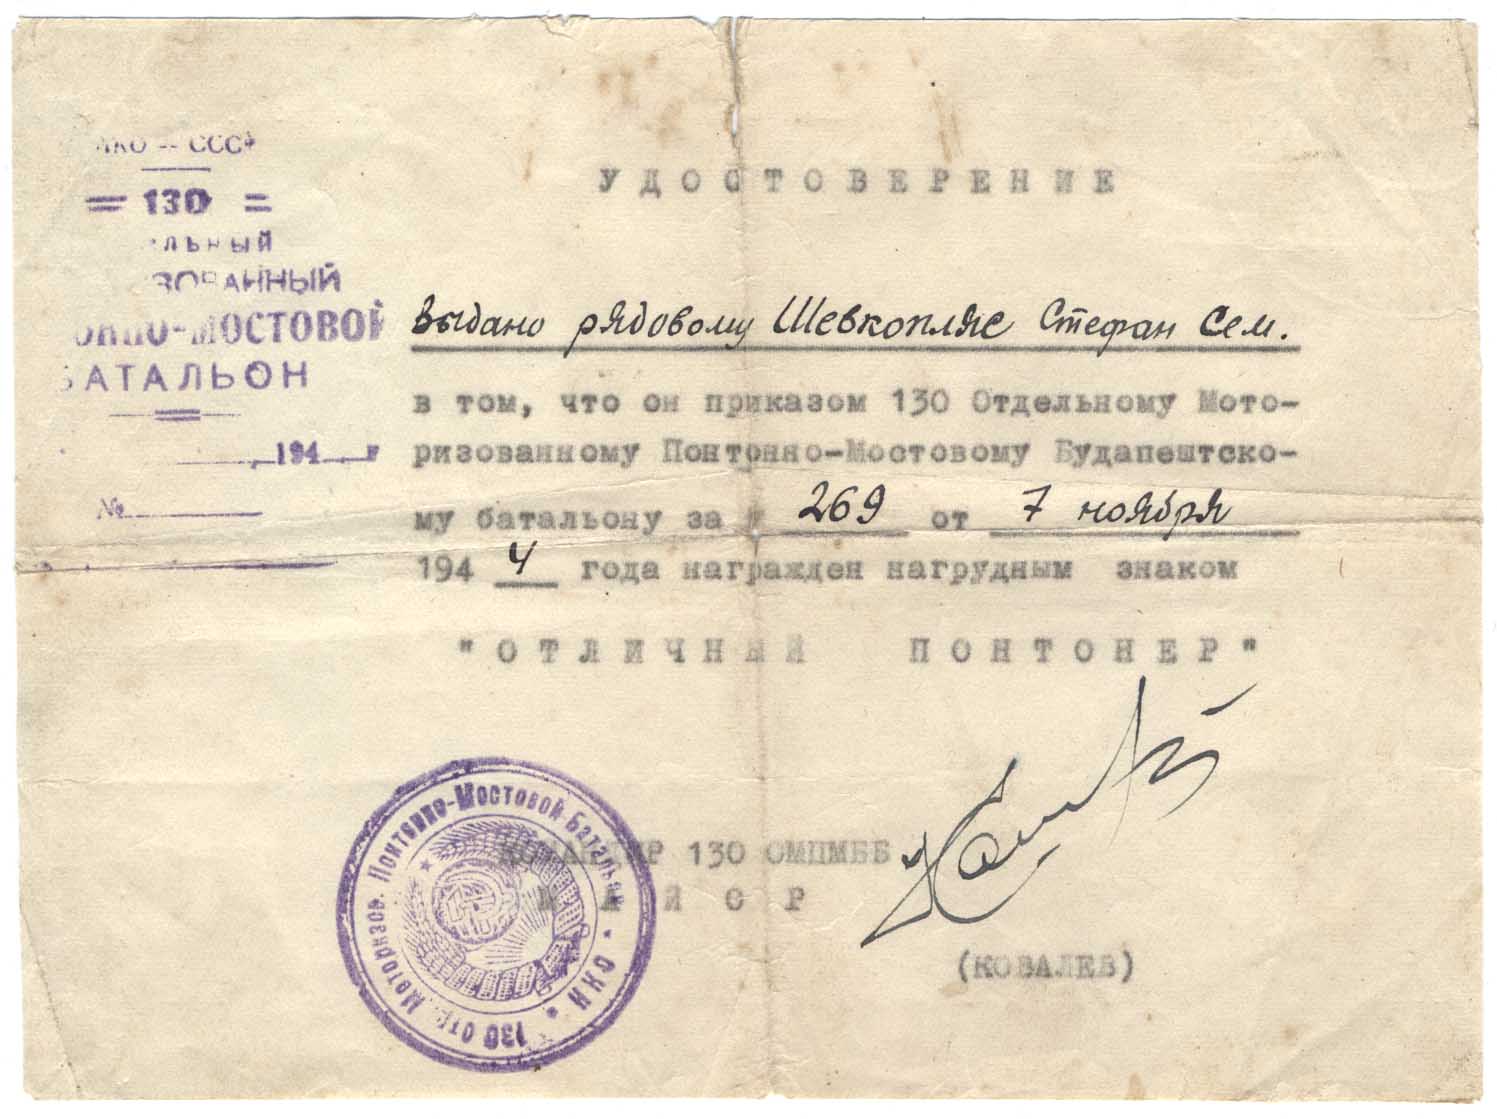 НКО -- СССР
= 130 =
ЛЬНЫЙ
ЗОВАННЫЙ
ОННО-МОСТОВОЙ
БАТАЛЬОН
194 г
№
УДОСТОВЕРЕНИЕ
Выдано рядовому Шевкопляс Стефан Сем.
в том, что он приказом 130 Отдельному Мото-
ризованному Понтонно-Мостовому Будапештско-
му батальону за № 269 от 7 ноября
194 4 года награжден нагрудным знаком
"ОТЛИЧНЫЙ ПОНТОНЕР"
КОМАНДИР 130 ОМПМББ
МАЙОР
(КОВАЛЕВ)
130 отд. Моторизов. Понтонно-Мостовой Батальон * НКО *